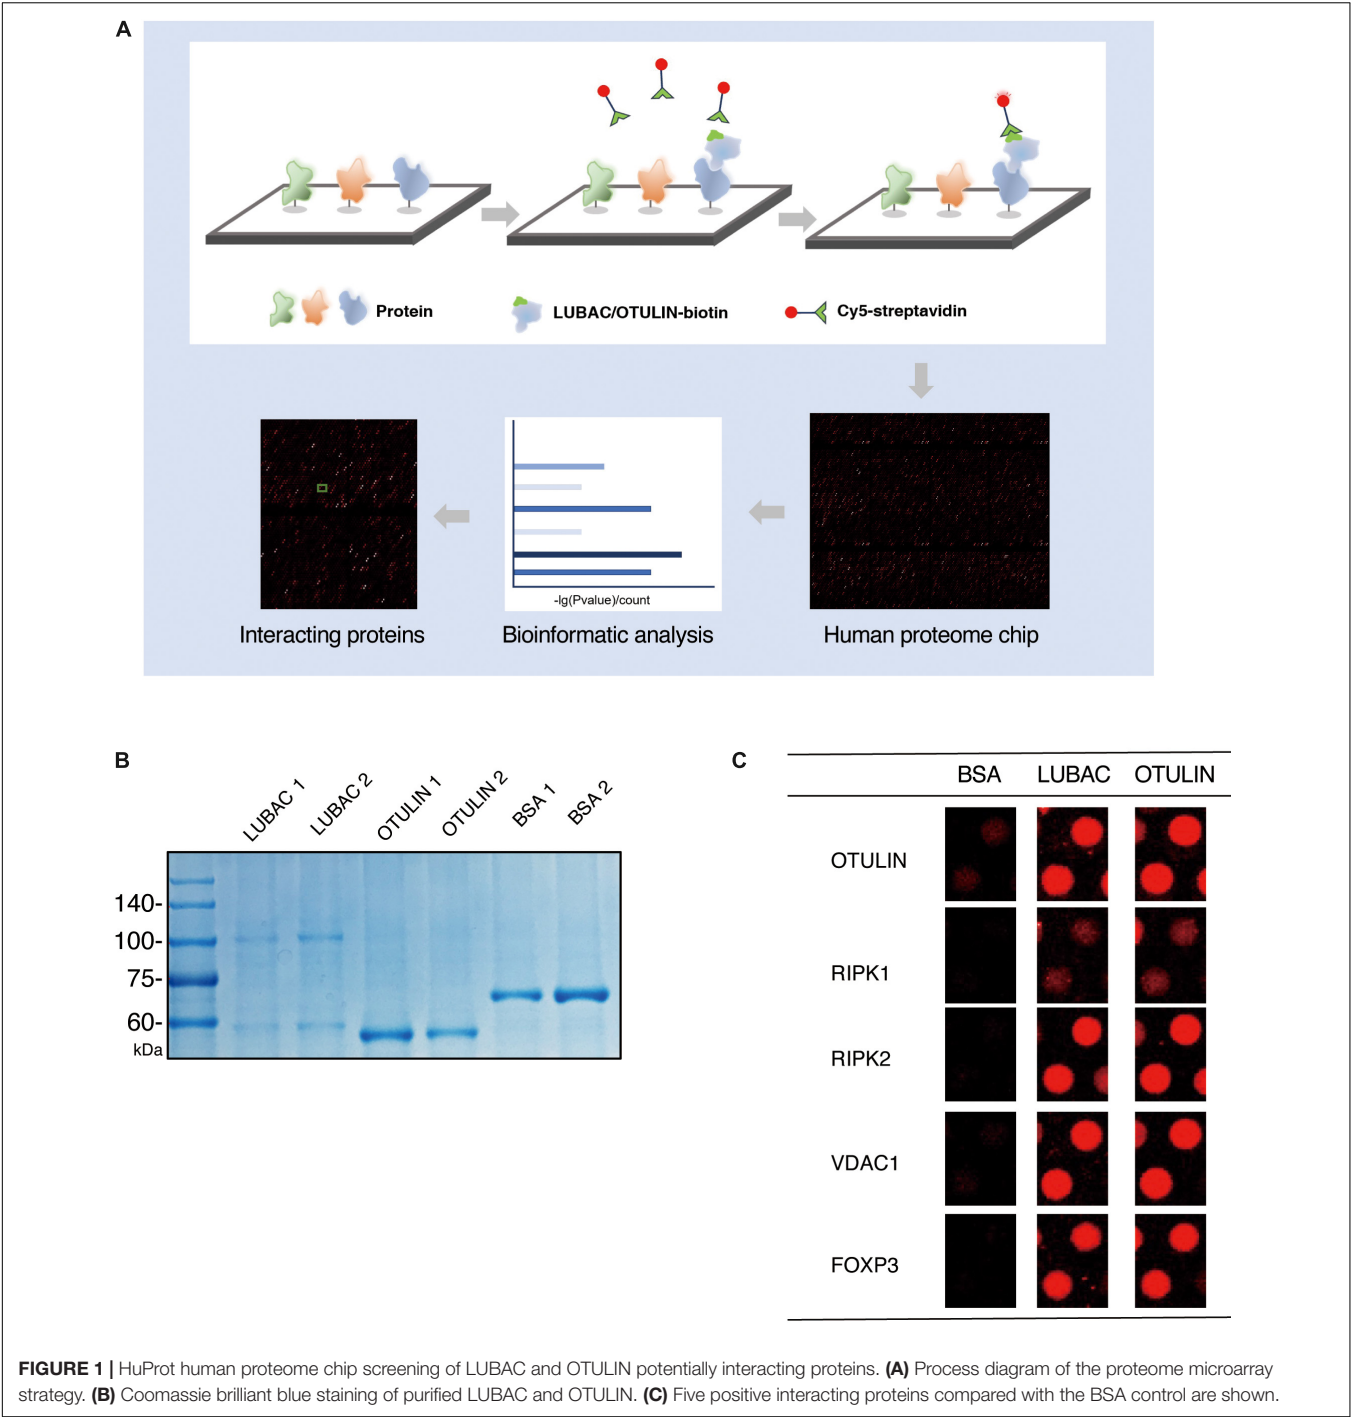 A
Protein
LUBAC/OTULIN-biotin
Cy5-streptavidin
-lg(Pvalue)/count
Interacting proteins
Bioinformatic analysis
Human proteome chip
B
LUBAC 1
LUBAC 2
OTULIN 1
OTULIN 2
BSA 1
BSA 2
140-
100-
75-
60-
kDa
C
BSA LUBAC OTULIN
OTULIN
RIPK1
RIPK2
VDAC1
FOXP3
FIGURE 1 | HuProt human proteome chip screening of LUBAC and OTULIN potentially interacting proteins. (A) Process diagram of the proteome microarray
strategy. (B) Coomassie brilliant blue staining of purified LUBAC and OTULIN. (C) Five positive interacting proteins compared with the BSA control are shown.